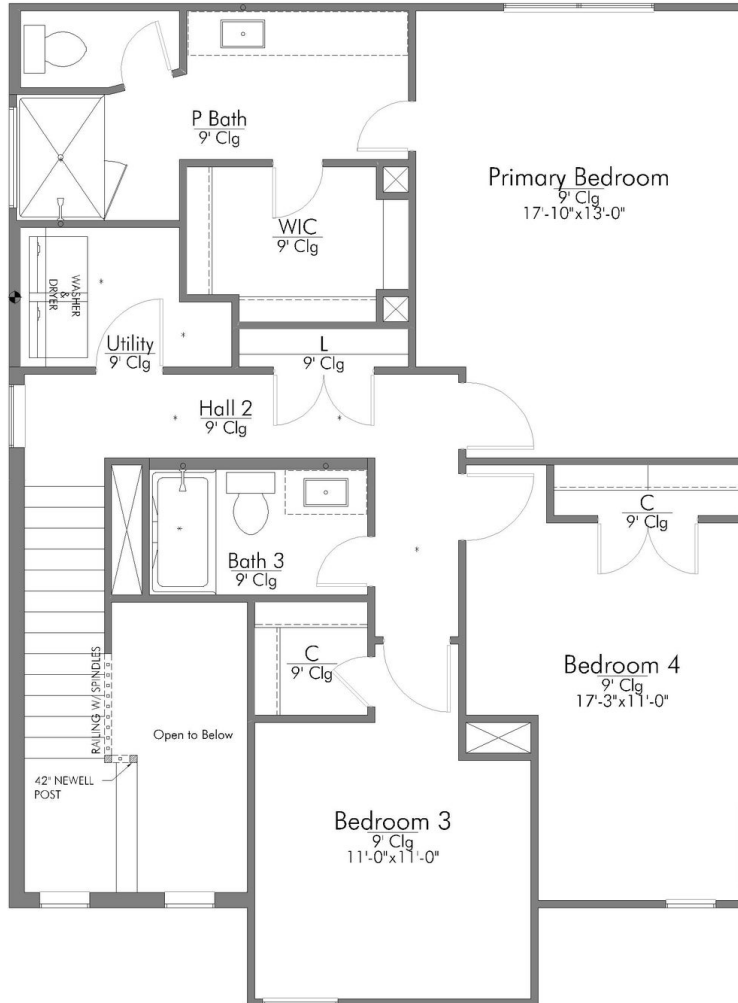 P Bath
9' Clg
Primary Bedroom
9' Clg
17'-10"x13'-0"
WIC
9' Clg
WASHER
&
DRYER
Utility
9' Clg
L
9' Clg
Hall 2
9' Clg
C
9' Clg
Bath 3
9' Clg
C
9' Clg
Bedroom 4
9' Clg
17'-3"x11'-0"
RAILING W/ SPINDLES
Open to Below
42" NEWELL
POST
Bedroom 3
9' Clg
11'-0"x11'-0"